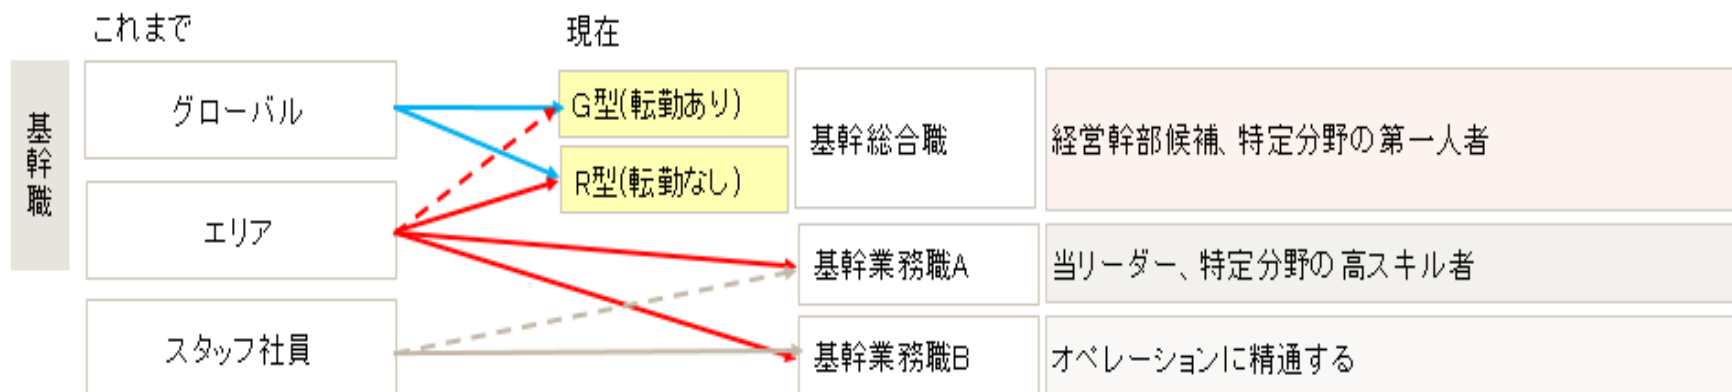 これまで
現在
基幹職
グローバル
G型(転勤あり)
R型(転勤なし)
基幹総合職
経営幹部候補、特定分野の第一人者
エリア
基幹業務職A
当リーダー、特定分野の高スキル者
スタッフ社員
基幹業務職B
オペレーションに精通する